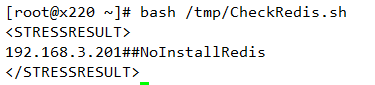 [root@x220 ~]# bash /tmp/CheckRedis.sh
<STRESSRESULT>
192.168.3.201##NoInstallRedis
</STRESSRESULT>